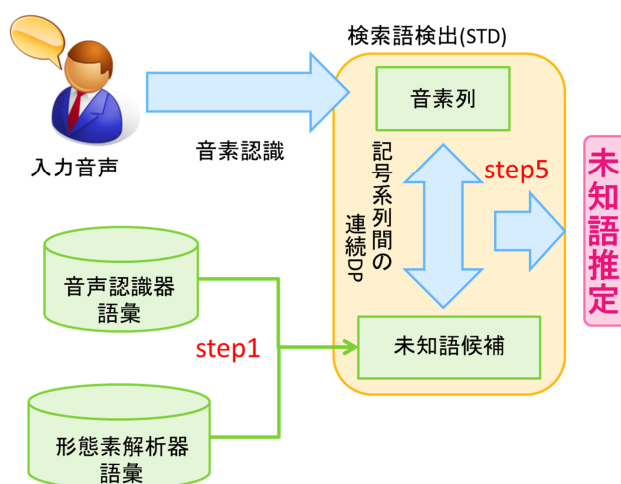 検索語検出(STD)
音素列
入力音声
音素認識
記号系列間の
連続DP
step5
未知語推定
音声認識器
語彙
step1
未知語候補
形態素解析器
語彙